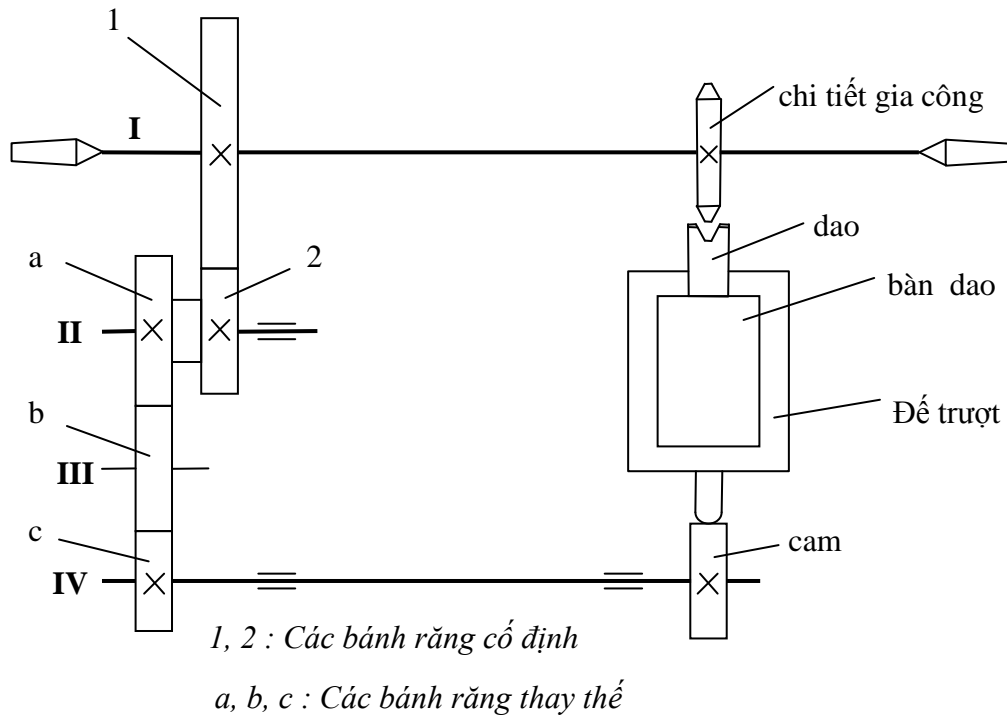 1
chi tiết gia công
I
dao
a
2
bàn dao
II
b
Đế trượt
III
c
cam
IV
1, 2 : Các bánh răng cố định
a, b, c : Các bánh răng thay thế